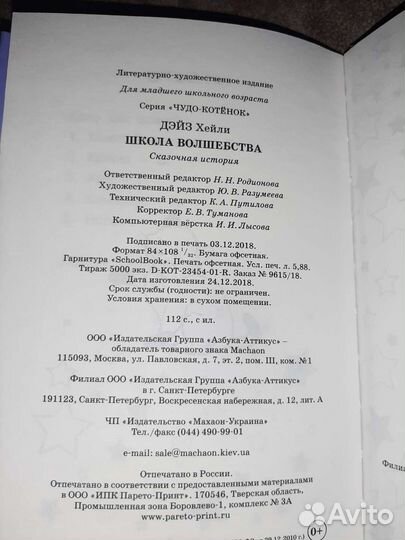 Литературно-художественное издание
Для младшего школьного возраста
Серия «ЧУДО-КОТЁНОК»
ДЭЙЗ Хейли
ШКОЛА ВОЛШЕБСТВА
Сказочная история
Ответственный редактор Н. Н. Родионова
Художественный редактор Ю. В. Разумеева
Технический редактор К. А. Путилова
Корректор Е. В. Туманова
Компьютерная вёрстка И. И. Лысова
Подписано в печать 03.12.2018.
Формат 84×108 1/32. Бумага офсетная.
Гарнитура «SchoolBook». Печать офсетная. Усл. печ. л. 5,88.
Тираж 5000 экз. D-KOT-23454-01-R. Заказ № 9615/18.
Дата изготовления 24.12.2018.
Срок службы (годности): не ограничен.
Условия хранения: в сухом помещении.
112 с., с ил.
ООО «Издательская Группа «Азбука-Аттикус» –
обладатель товарного знака Machaon
115093, Москва, ул. Павловская, д. 7, эт. 2, пом. III, ком. №1
Филиал ООО «Издательская Группа «Азбука-Аттикус»
в г. Санкт-Петербурге
191123, Санкт-Петербург, Воскресенская набережная, д. 12, лит. А
ЧП «Издательство «Махаон-Украина»
Тел./факс (044) 490-99-01
e-mail: sale@machaon.kiev.ua
Отпечатано в России.
Отпечатано в соответствии с предоставленными материалами
в ООО «ИПК Парето-Принт». 170546, Тверская область,
Промышленная зона Боровлево-1, комплекс № 3А
www.pareto-print.ru
0+
29.12.2010 г.)
Филиа
Avito